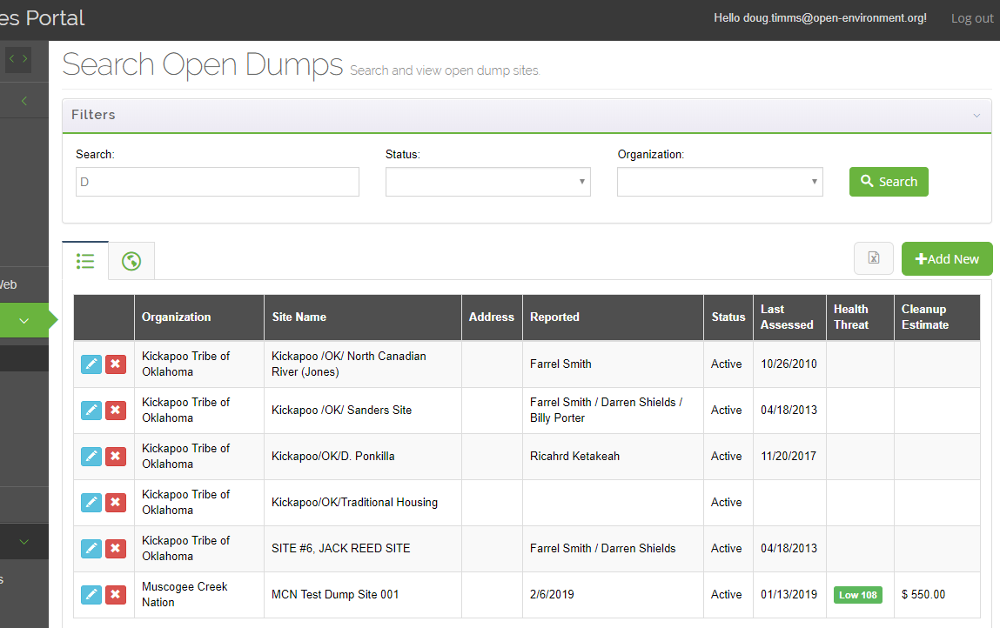 es Portal
Hello doug.timms@open-environment.org!
Log out
Search Open Dumps Search and view open dump sites.
Filters
Search:
Status:
Organization:
D
Search
Add New
Web
s
Organization
Site Name
Address
Reported
Status
Last
Assessed
Health
Threat
Cleanup
Estimate
Kickapoo Tribe of
Oklahoma
Kickapoo /OK/ North Canadian
River (Jones)
Farrel Smith
Active
10/26/2010
Kickapoo Tribe of
Oklahoma
Kickapoo /OK/ Sanders Site
Farrel Smith / Darren Shields /
Billy Porter
Active
04/18/2013
Kickapoo Tribe of
Oklahoma
Kickapoo/OK/D. Ponkilla
Ricahrd Ketakeah
Active
11/20/2017
Kickapoo Tribe of
Oklahoma
Kickapoo/OK/Traditional Housing
Active
Kickapoo Tribe of
Oklahoma
SITE #6, JACK REED SITE
Farrel Smith / Darren Shields
Active
04/18/2013
Muscogee Creek
Nation
MCN Test Dump Site 001
2/6/2019
Active
01/13/2019
Low 108
$ 550.00